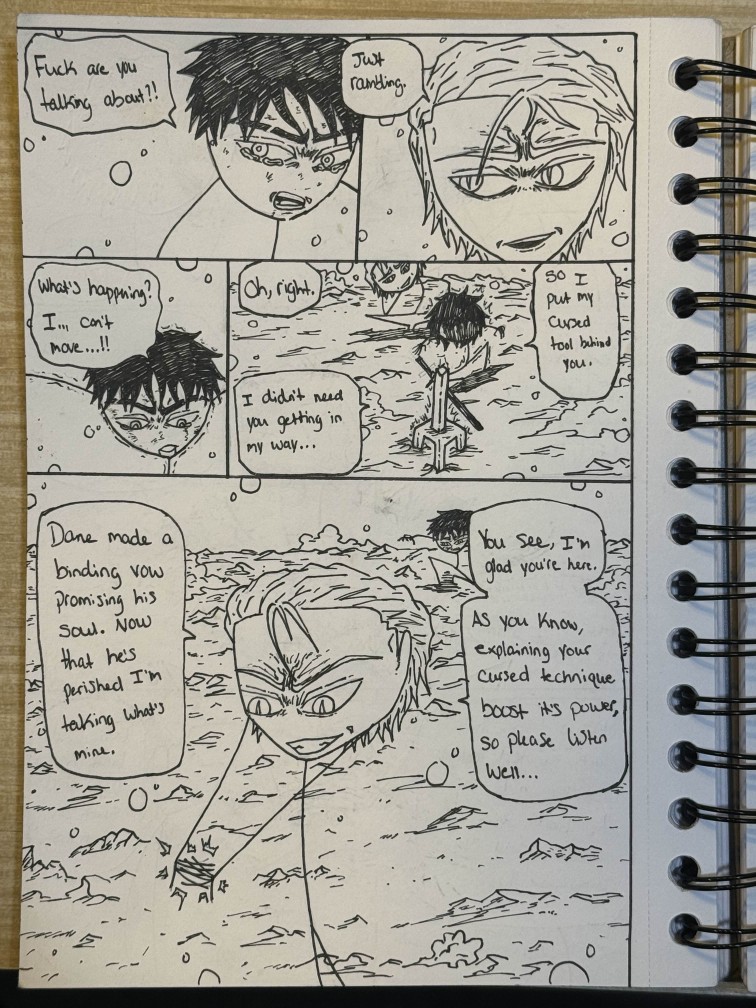 Fuck are you
talking about?!
Just
rambling.
What's happning?
I... can't
move...!!
Oh, right.
So I
put my
cursed
tool behind
you.
I didn't need
you getting in
my way...
You see, I'm
glad you're here.
As you know,
explaining your
cursed technique
boost it's power,
so please listen
well...
Dane made a
binding vow
promising his
soul. Now
that he's
perished I'm
taking what's
mine.